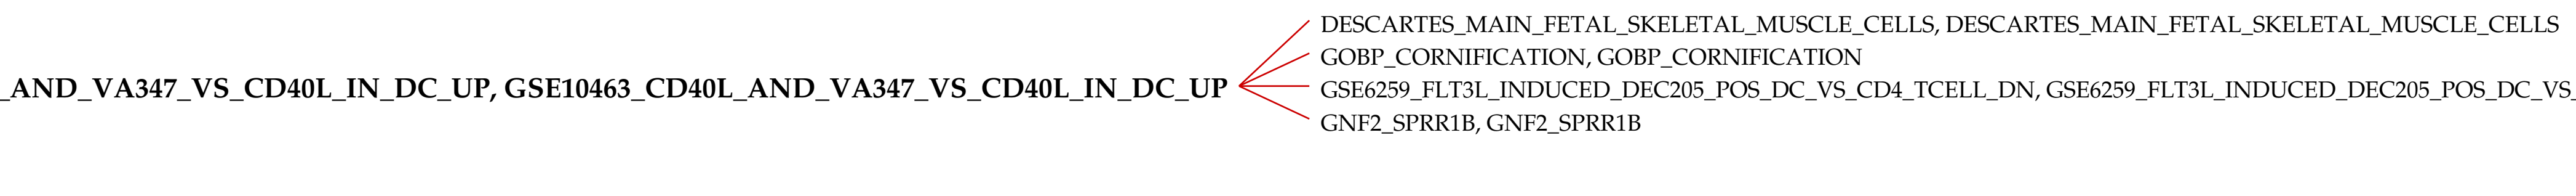 DESCARTES_MAIN_FETAL_SKELETAL_MUSCLE_CELLS, DESCARTES_MAIN_FETAL_SKELETAL_MUSCLE_CELLS
GOBP_CORNIFICATION, GOBP_CORNIFICATION
_AND_VA347_VS_CD40L_IN_DC_UP, GSE10463_CD40L_AND_VA347_VS_CD40L_IN_DC_UP
GSE6259_FLT3L_INDUCED_DEC205_POS_DC_VS_CD4_TCELL_DN, GSE6259_FLT3L_INDUCED_DEC205_POS_DC_VS_
GNF2_SPRR1B, GNF2_SPRR1B